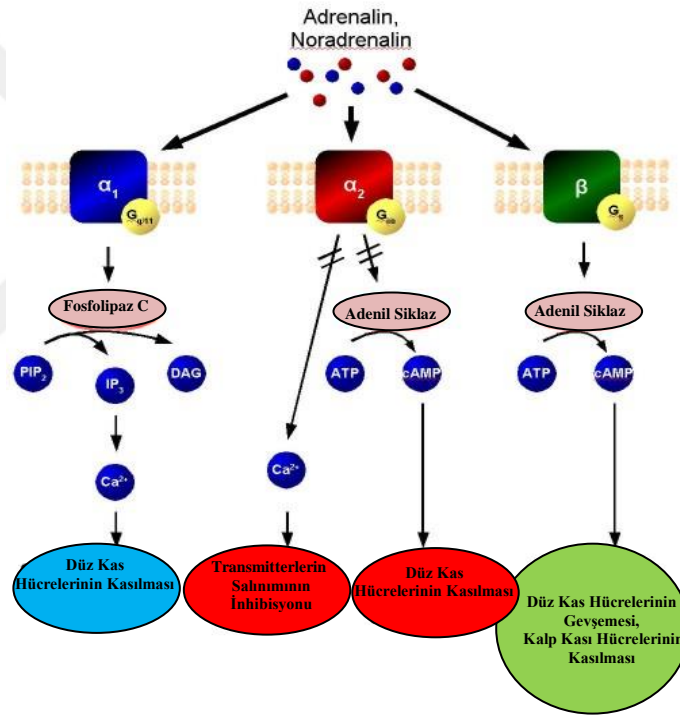 Adrenalin,
Noradrenalin
α1
Gq/11
α2
β
Gs
Fosfolipaz C
Adenil Siklaz
Adenil Siklaz
PIP2
IP3
DAG
ATP
cAMP
ATP
cAMP
Ca2+
Ca2+
Düz Kas
Hücrelerinin Kasılması
Transmitterlerin
Salınımının
İnhibisyonu
Düz Kas
Hücrelerinin Kasılması
Düz Kas Hücrelerinin
Gevşemesi,
Kalp Kası Hücrelerinin
Kasılması